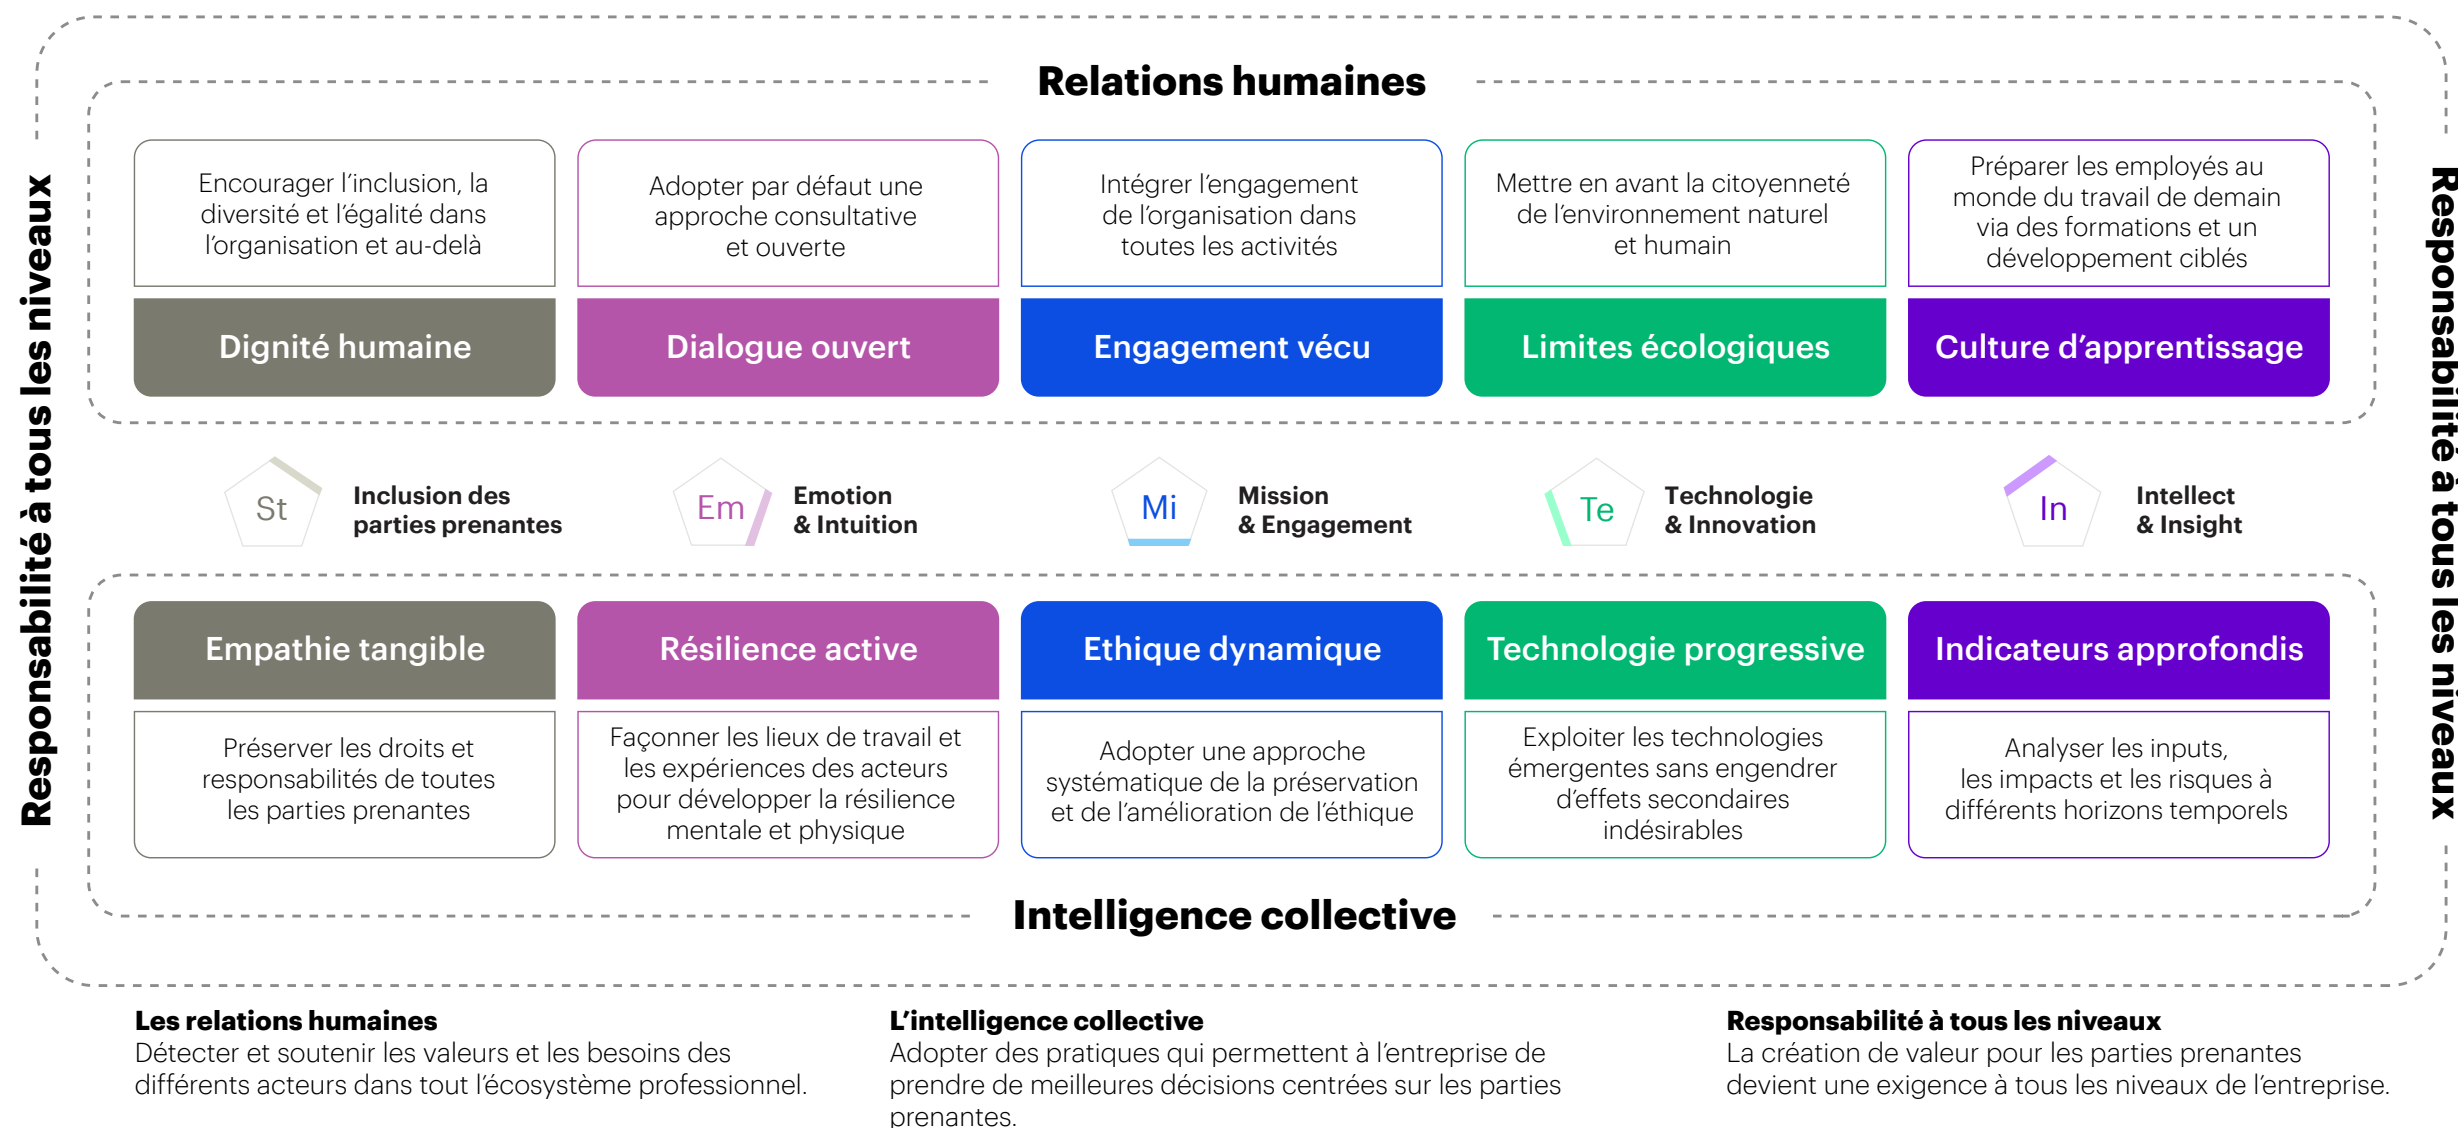 Relations humaines
Responsabilité à tous les niveaux
Encourager l’inclusion, la
diversité et l’égalité dans
l’organisation et au-delà
Dignité humaine
Adopter par défaut une
approche consultative
et ouverte
Dialogue ouvert
Intégrer l’engagement
de l’organisation dans
toutes les activités
Engagement vécu
Mettre en avant la citoyenneté
de l’environnement naturel
et humain
Limites écologiques
Préparer les employés au
monde du travail de demain
via des formations et un
développement ciblés
Culture d’apprentissage
Responsabilité à tous les niveaux
St
Inclusion des
parties prenantes
Em
Emotion
& Intuition
Mi
Mission
& Engagement
Te
Technologie
& Innovation
In
Intellect
& Insight
Empathie tangible
Préserver les droits et
responsabilités de toutes
les parties prenantes
Résilience active
Façonner les lieux de travail et
les expériences des acteurs
pour développer la résilience
mentale et physique
Ethique dynamique
Adopter une approche
systématique de la préservation
et de l’amélioration de l’éthique
Technologie progressive
Exploiter les technologies
émergentes sans engendrer
d’effets secondaires
indésirables
Indicateurs approfondis
Analyser les inputs,
les impacts et les risques à
différents horizons temporels
Intelligence collective
Les relations humaines
Détecter et soutenir les valeurs et les besoins des
différents acteurs dans tout l’écosystème professionnel.
L’intelligence collective
Adopter des pratiques qui permettent à l’entreprise de
prendre de meilleures décisions centrées sur les parties
prenantes.
Responsabilité à tous les niveaux
La création de valeur pour les parties prenantes
devient une exigence à tous les niveaux de l’entreprise.